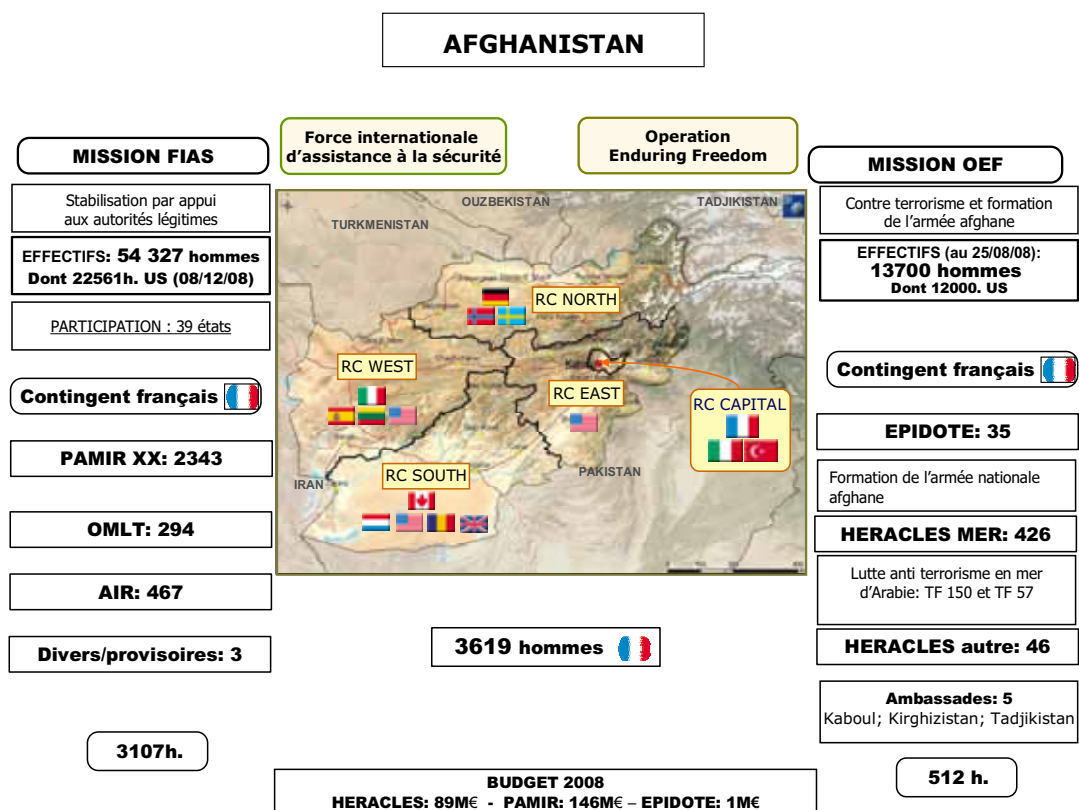 AFGHANISTAN
MISSION FIAS
Stabilisation par appui
aux autorités légitimes
EFFECTIFS: 54 327 hommes
Dont 22561h. US (08/12/08)
PARTICIPATION : 39 états
Contingent français
PAMIR XX: 2343
OMLT: 294
AIR: 467
Divers/provisoires: 3
3107h.
Force internationale
d'assistance à la sécurité
Operation
Enduring Freedom
OUZBEKISTAN
TADJIKISTAN
TURKMENISTAN
RC NORTH
RC WEST
RC EAST
RC CAPITAL
RC SOUTH
PAKISTAN
IRAN
3619 hommes
BUDGET 2008
HERACLES: 89M€ - PAMIR: 146M€ – EPIDOTE: 1M€
MISSION OEF
Contre terrorisme et formation
de l'armée afghane
EFFECTIFS (au 25/08/08):
13700 hommes
Dont 12000. US
Contingent français
EPIDOTE: 35
Formation de l'armée nationale
afghane
HERACLES MER: 426
Lutte anti terrorisme en mer
d'Arabie: TF 150 et TF 57
HERACLES autre: 46
Ambassades: 5
Kaboul; Kirghizistan; Tadjikistan
512 h.